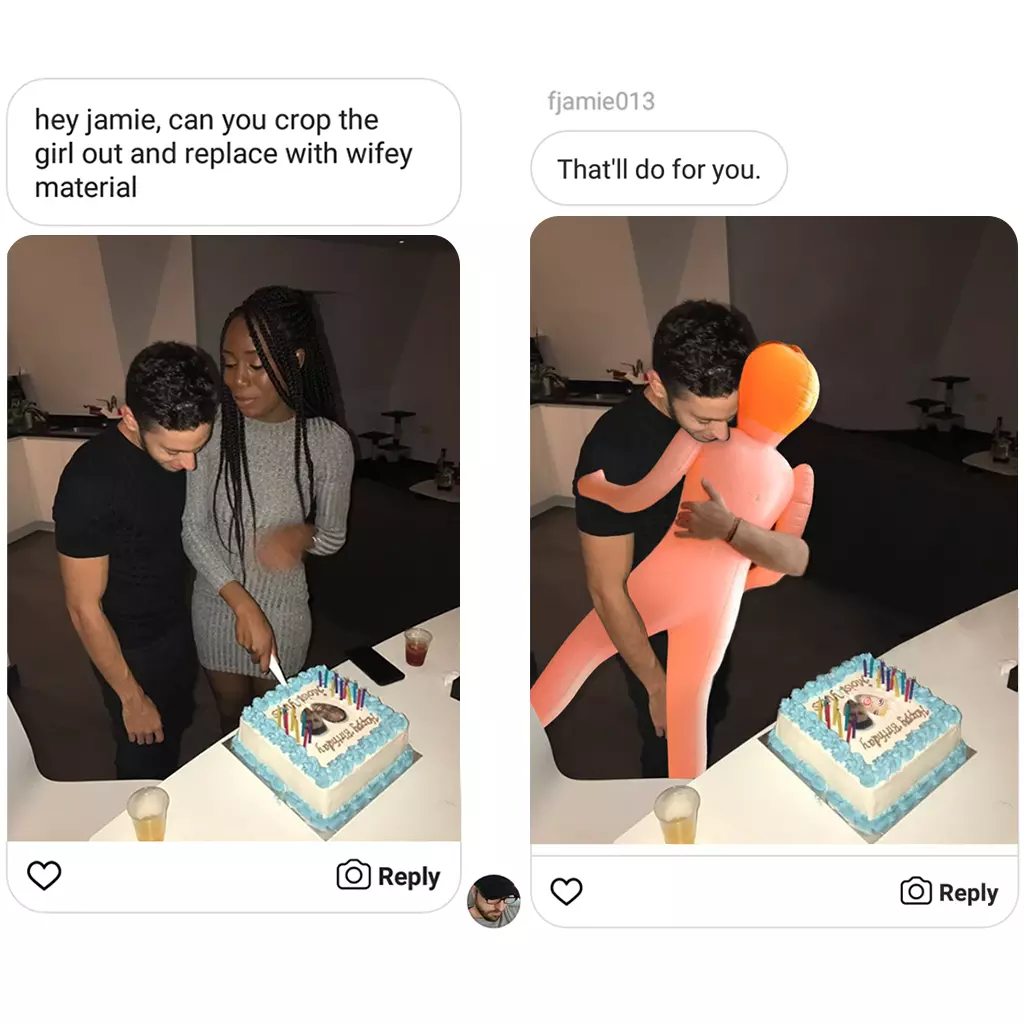 hey jamie, can you crop the
girl out and replace with wifey
material
Happy Birthday
Reply
fjamie013
That'll do for you.
Happy Birthday
Reply